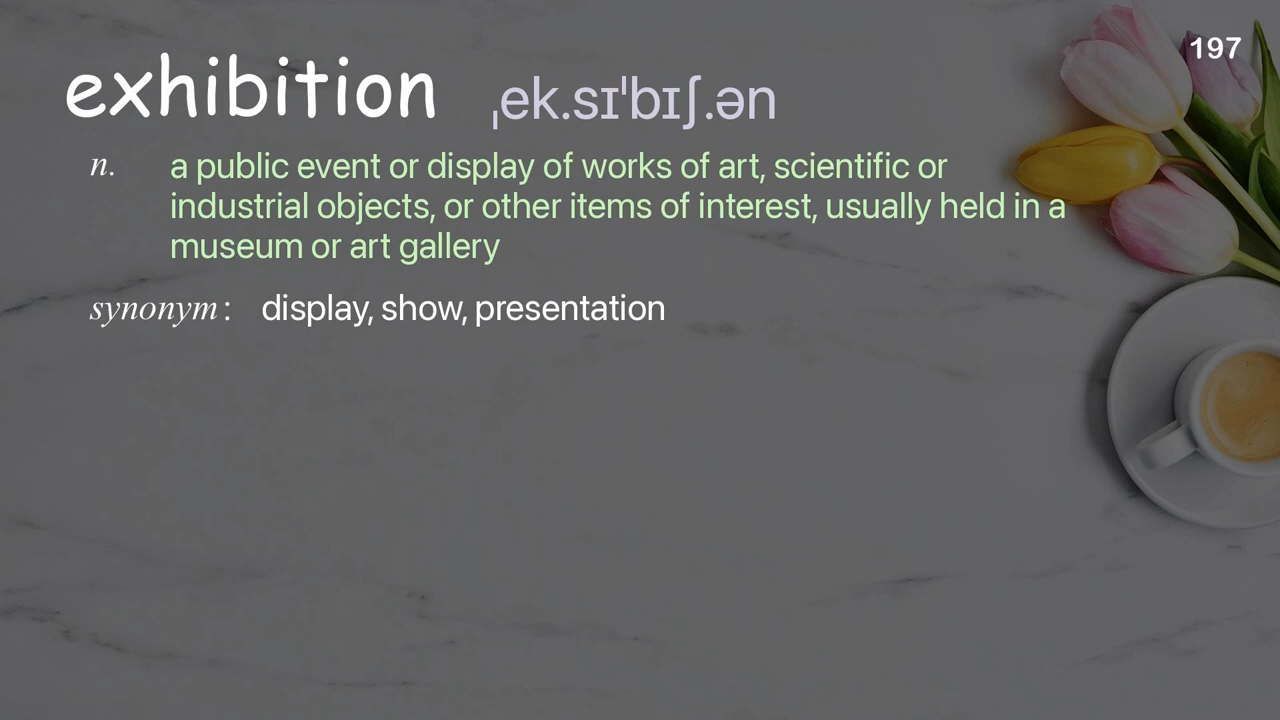 197
exhibition ˌek.sɪˈbɪʃ.ən
n. a public event or display of works of art, scientific or
industrial objects, or other items of interest, usually held in a
museum or art gallery
synonym : display, show, presentation